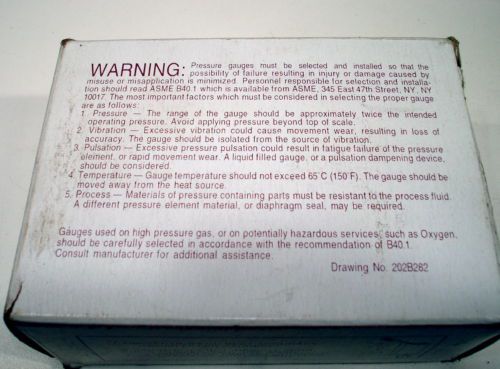 WARNING: Pressure gauges must be selected and installed so that the
possibility of failure resulting in injury or damage caused by
misuse or misapplication is minimized. Personnel responsible for selection and installa-
tion should read ASME B40.1 which is available from ASME, 345 East 47th Street, NY, NY
10017. The most important factors which must be considered in selecting the proper gauge
are as follows:
1. Pressure — The range of the gauge should be approximately twice the intended
operating pressure. Avoid applying pressure beyond top of scale.
2. Vibration — Excessive vibration could cause movement wear, resulting in loss of
accuracy. The gauge should be isolated from the source of vibration.
3. Pulsation — Excessive pressure pulsation could result in fatigue failure of the pressure
element, or rapid movement wear. A liquid filled gauge, or a pulsation dampening device,
should be considered.
4. Temperature — Gauge temperature should not exceed 65°C (150°F). The gauge should be
moved away from the heat source.
5. Process — Materials of pressure containing parts must be resistant to the process fluid.
A different pressure element material, or diaphragm seal, may be required.
Gauges used on high pressure gas, or on potentially hazardous services, such as Oxygen,
should be carefully selected in accordance with the recommendation of B40.1.
Consult manufacturer for additional assistance.
Drawing No. 202B262